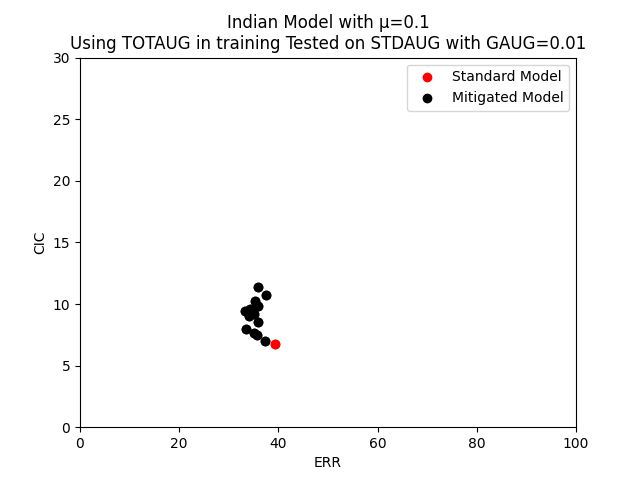 Indian Model with μ=0.1
Using TOTAUG in training Tested on STDAUG with GAUG=0.01
Standard Model
Mitigated Model
30
25
20
15
10
5
0
CIC
0 20 40 60 80 100
ERR